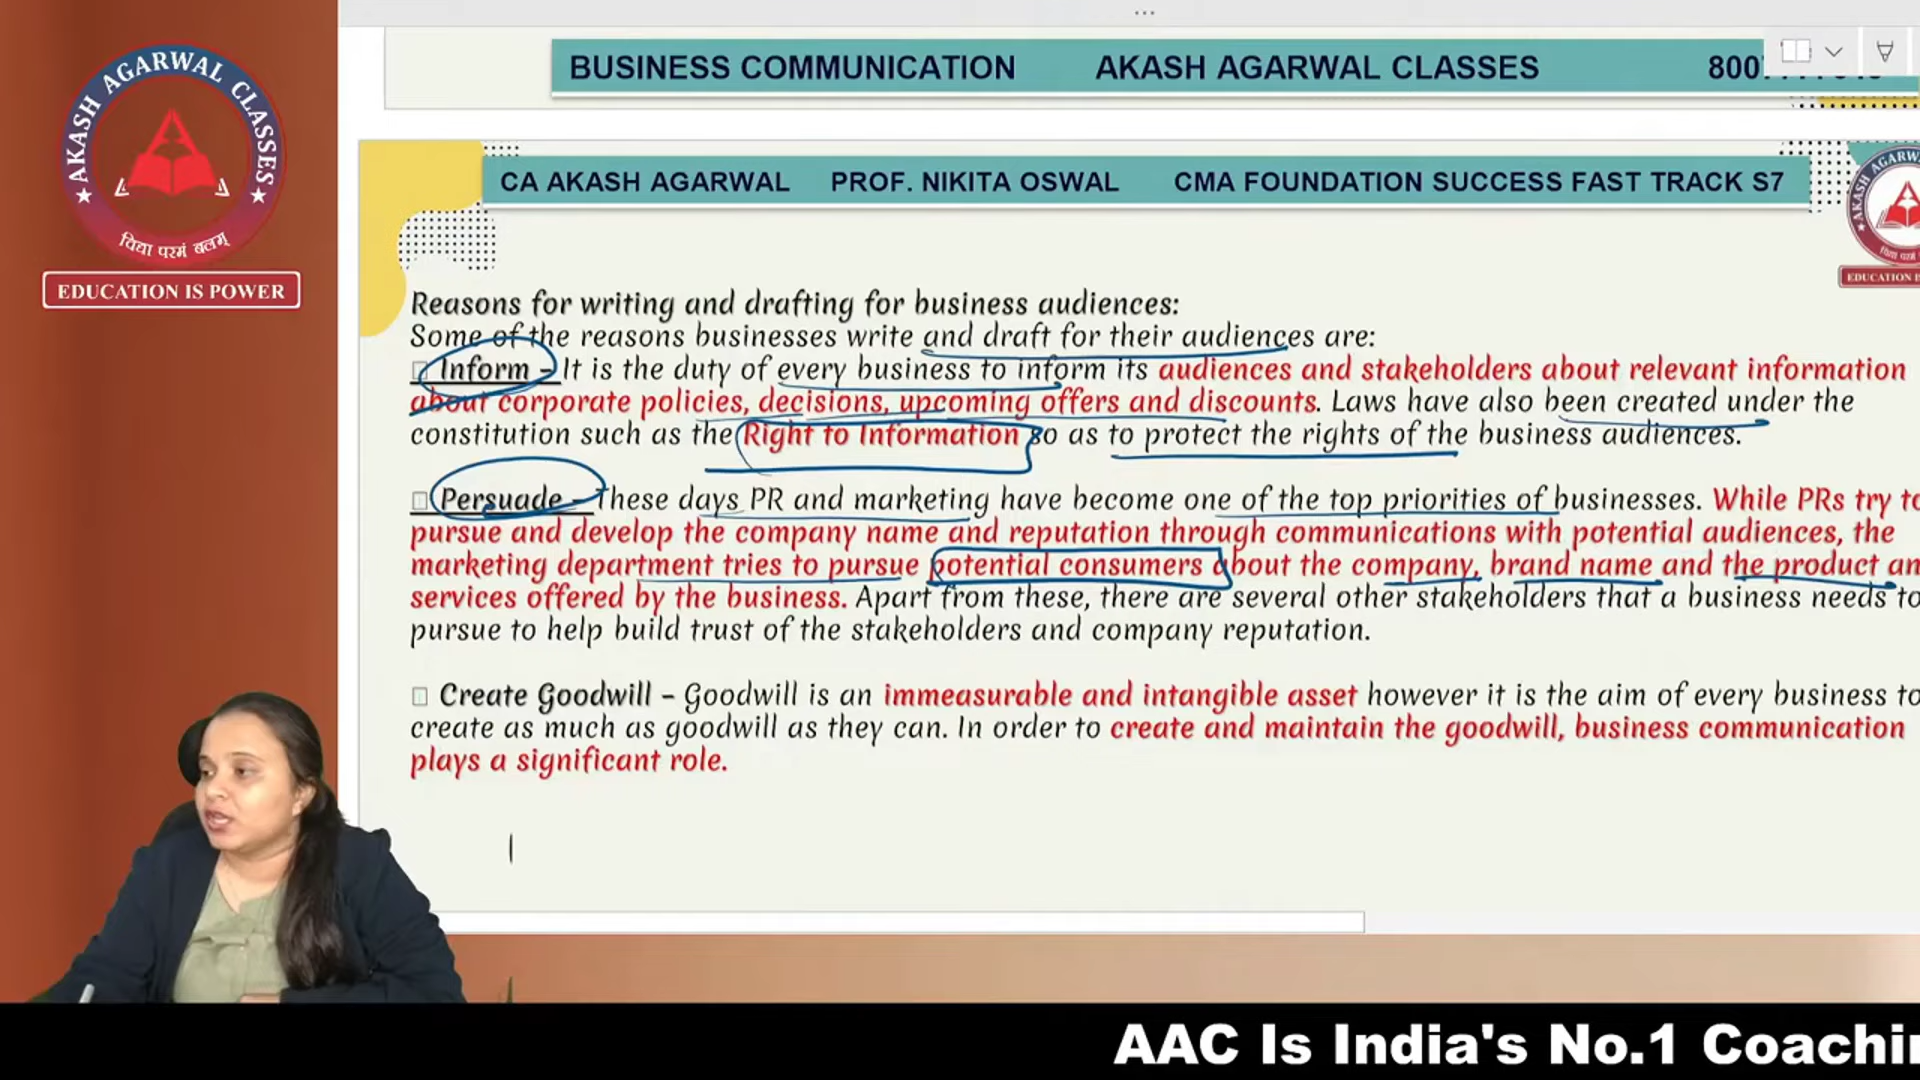 AKASH AGARWAL CLASSES
विद्या परमं बलम्
EDUCATION IS POWER
BUSINESS COMMUNICATION AKASH AGARWAL CLASSES 800
CA AKASH AGARWAL PROF. NIKITA OSWAL CMA FOUNDATION SUCCESS FAST TRACK S7
EDUCATION IS
Reasons for writing and drafting for business audiences:
Some of the reasons businesses write and draft for their audiences are:
Inform – It is the duty of every business to inform its audiences and stakeholders about relevant information
about corporate policies, decisions, upcoming offers and discounts. Laws have also been created under the
constitution such as the Right to Information so as to protect the rights of the business audiences.
Persuade – These days PR and marketing have become one of the top priorities of businesses. While PRs try to
pursue and develop the company name and reputation through communications with potential audiences, the
marketing department tries to pursue potential consumers about the company, brand name and the product an
services offered by the business. Apart from these, there are several other stakeholders that a business needs to
pursue to help build trust of the stakeholders and company reputation.
Create Goodwill – Goodwill is an immeasurable and intangible asset however it is the aim of every business to
create as much as goodwill as they can. In order to create and maintain the goodwill, business communication
plays a significant role.
AAC Is India's No.1 Coachin